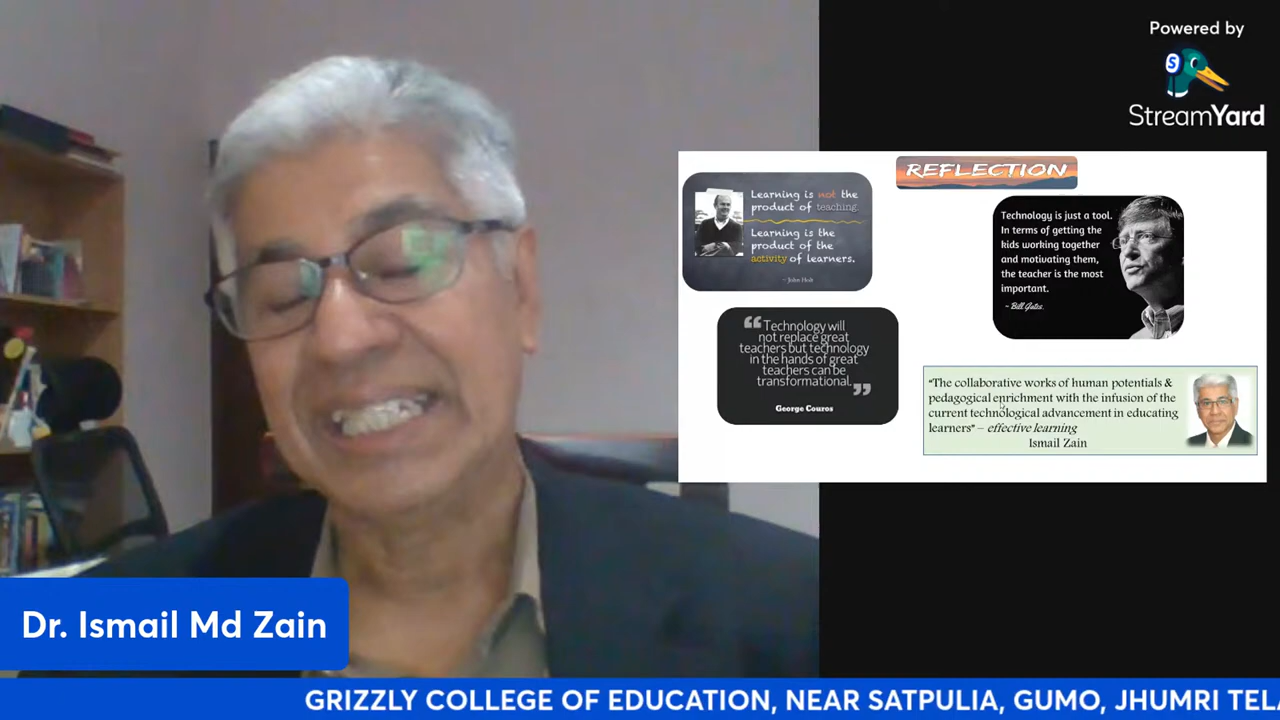 Powered by
S
StreamYard
REFLECTION
Learning is not the
product of teaching.
Learning is the
product of the
activity of learners.
~ John Holt
Technology is just a tool.
In terms of getting the
kids working together
and motivating them,
the teacher is the most
important.
~ Bill Gates.
“Technology will
not replace great
teachers but technology
in the hands of great
teachers can be
transformational.”
George Couros
“The collaborative works of human potentials &
pedagogical enrichment with the infusion of the
current technological advancement in educating
learners” – effective learning
Ismail Zain
Dr. Ismail Md Zain
GRIZZLY COLLEGE OF EDUCATION, NEAR SATPULIA, GUMO, JHUMRI TELA